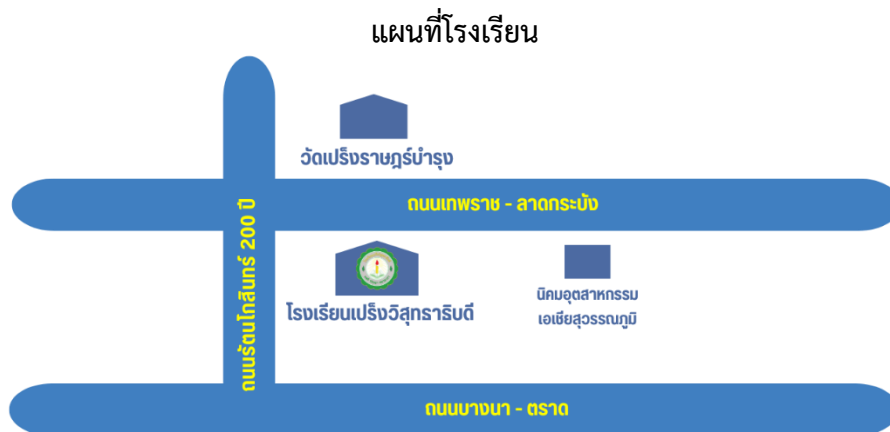 แผนที่โรงเรียน
วัดเปร็งราษฎร์บำรุง
ถนนเทพราช - ลาดกระบัง
ถนนรัตนโกสินทร์ 200 ปี
โรงเรียนเปร็งวิสุทธาธิบดี
นิคมอุตสาหกรรม
เอเชียสุวรรณภูมิ
ถนนบางนา - ตราด